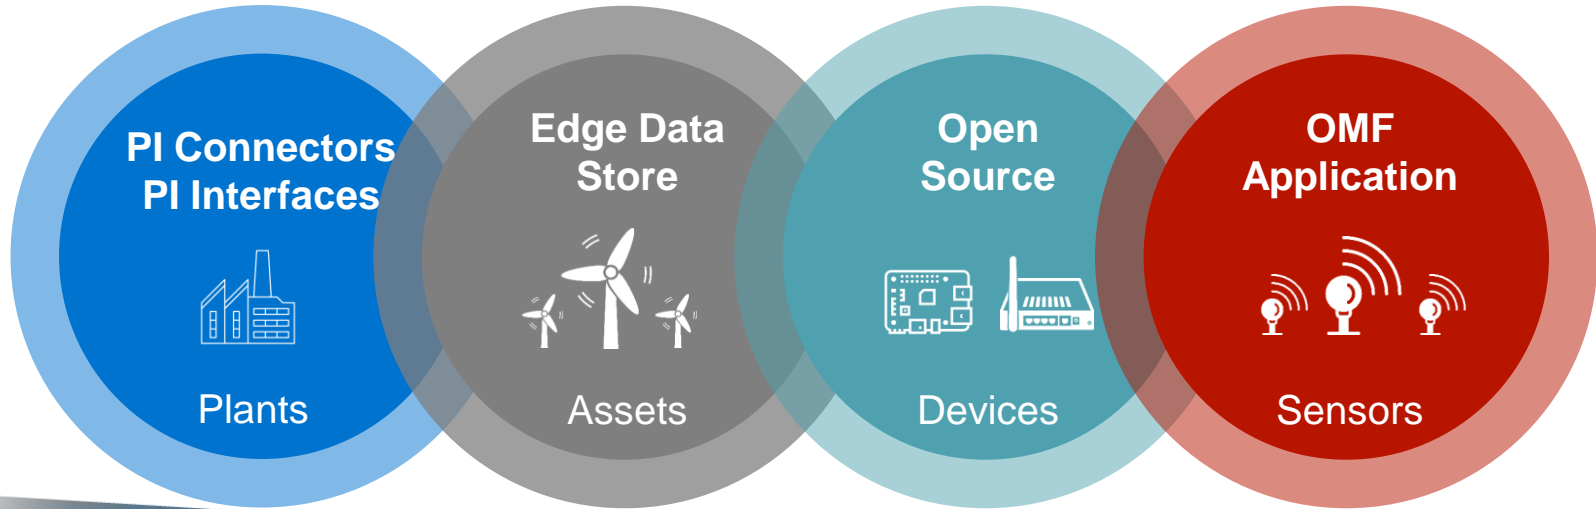 PI Connectors
PI Interfaces
Plants
Edge Data
Store
Assets
Open
Source
Devices
OMF
Application
Sensors